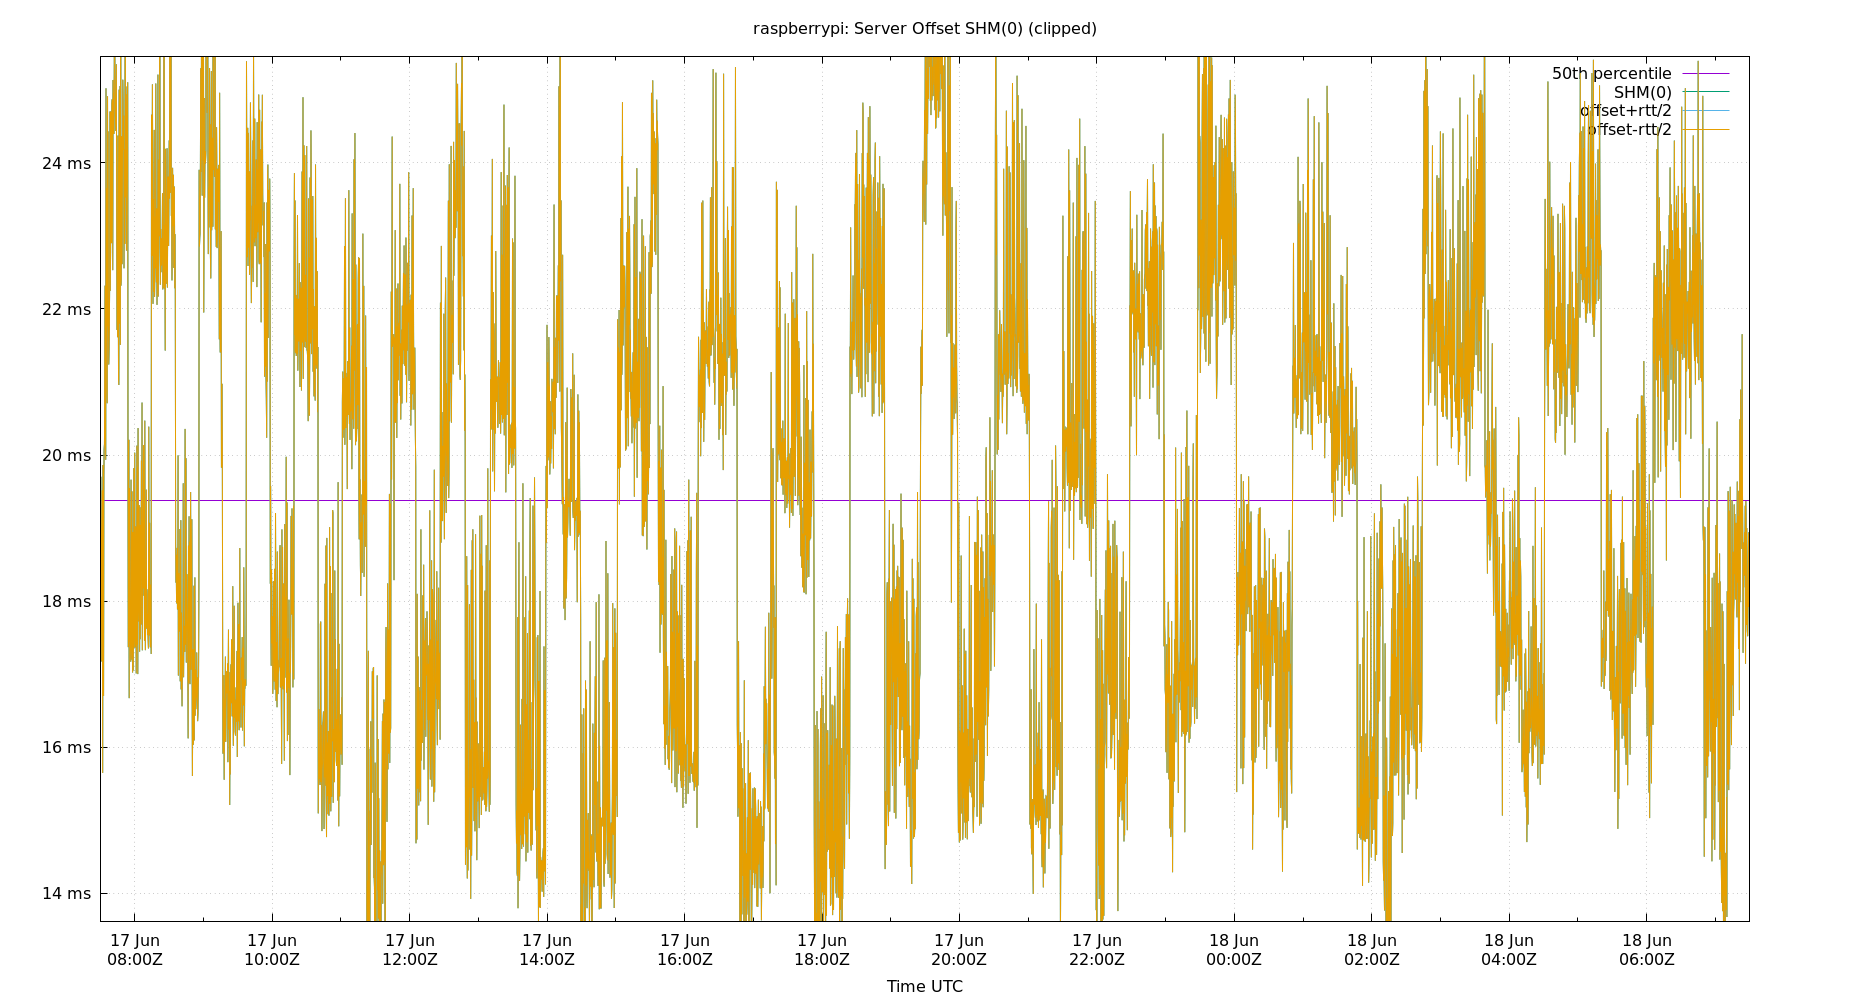 raspberrypi: Server Offset SHM(0) (clipped)
50th percentile
SHM(0)
offset+rtt/2
offset-rtt/2
24 ms
22 ms
20 ms
18 ms
16 ms
14 ms
17 Jun 17 Jun 17 Jun 17 Jun 17 Jun 17 Jun 17 Jun 17 Jun 18 Jun 18 Jun 18 Jun 18 Jun
08:00Z 10:00Z 12:00Z 14:00Z 16:00Z 18:00Z 20:00Z 22:00Z 00:00Z 02:00Z 04:00Z 06:00Z
Time UTC